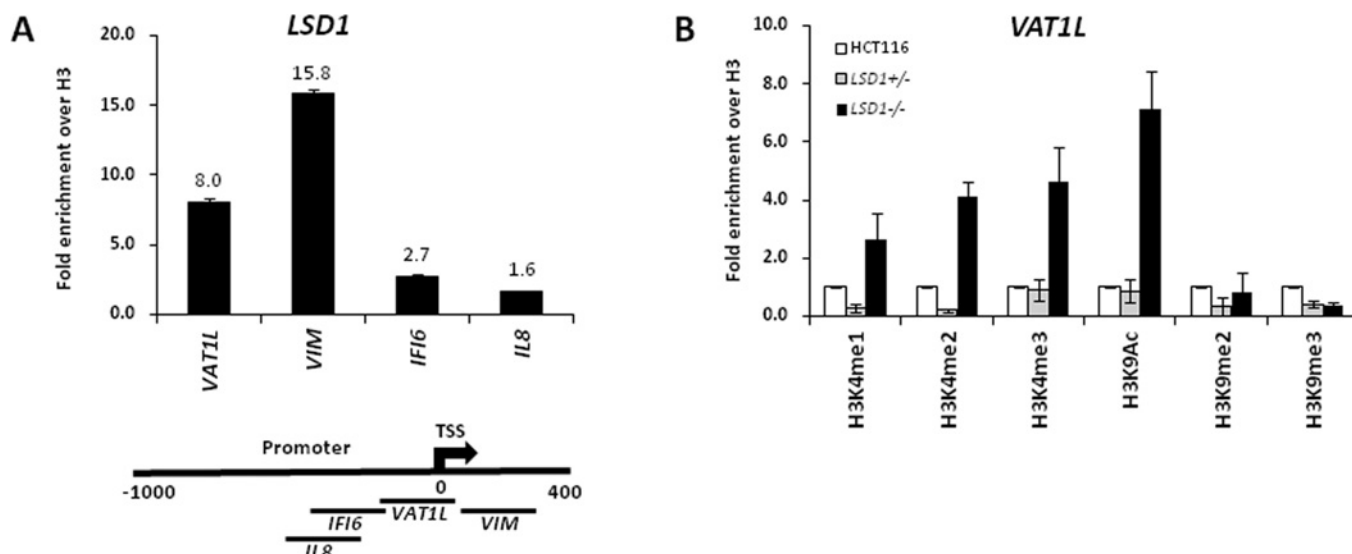 A
LSD1
Fold enrichment over H3
20.0
15.0
10.0
5.0
0.0
8.0
15.8
2.7
1.6
VAT1L
VIM
IFI6
IL8
TSS
Promoter
-1000
0
400
VAT1L
IFI6
VIM
IL8
B
VAT1L
Fold enrichment over H3
10.0
8.0
6.0
4.0
2.0
0.0
HCT116
LSD1+/-
LSD1-/-
H3K4me1
H3K4me2
H3K4me3
H3K9Ac
H3K9me2
H3K9me3